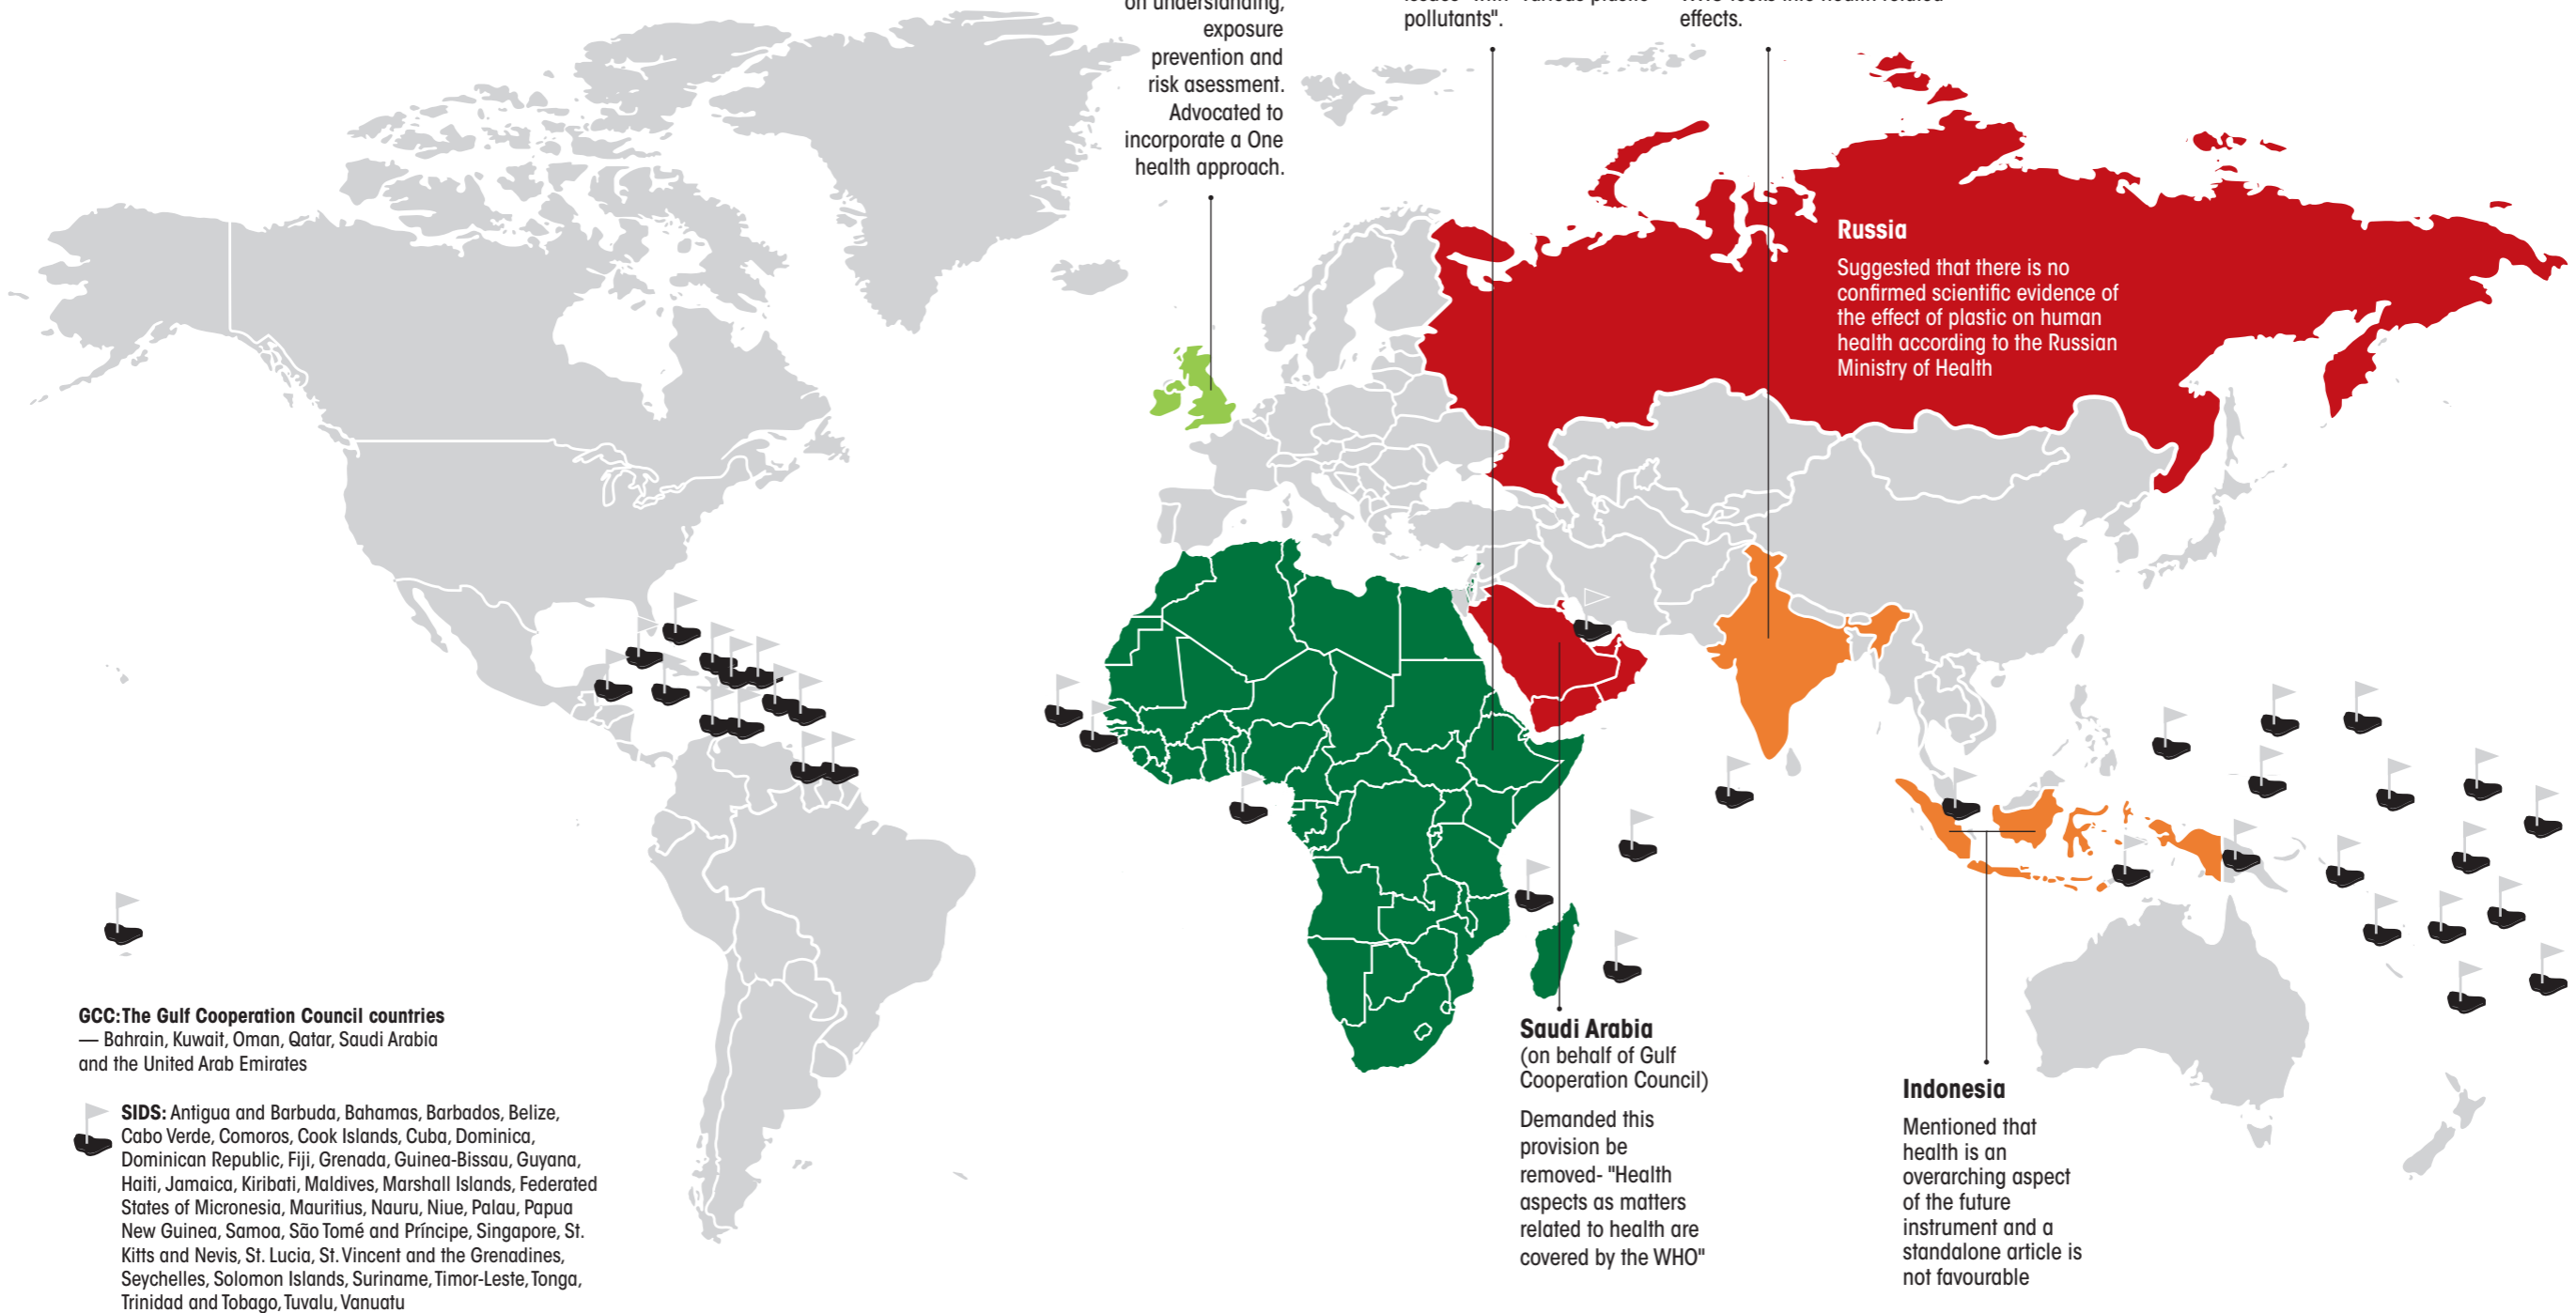 on understanding,
exposure
prevention and
risk asessment.
Advocated to
incorporate a One
health approach.
pollutants".
effects.
Russia
Suggested that there is no
confirmed scientific evidence of
the effect of plastic on human
health according to the Russian
Ministry of Health
GCC:The Gulf Cooperation Council countries
— Bahrain, Kuwait, Oman, Qatar, Saudi Arabia
and the United Arab Emirates
SIDS: Antigua and Barbuda, Bahamas, Barbados, Belize,
Cabo Verde, Comoros, Cook Islands, Cuba, Dominica,
Dominican Republic, Fiji, Grenada, Guinea-Bissau, Guyana,
Haiti, Jamaica, Kiribati, Maldives, Marshall Islands, Federated
States of Micronesia, Mauritius, Nauru, Niue, Palau, Papua
New Guinea, Samoa, São Tomé and Príncipe, Singapore, St.
Kitts and Nevis, St. Lucia, St. Vincent and the Grenadines,
Seychelles, Solomon Islands, Suriname, Timor-Leste, Tonga,
Trinidad and Tobago, Tuvalu, Vanuatu
Saudi Arabia
(on behalf of Gulf
Cooperation Council)
Demanded this
provision be
removed- "Health
aspects as matters
related to health are
covered by the WHO"
Indonesia
Mentioned that
health is an
overarching aspect
of the future
instrument and a
standalone article is
not favourable